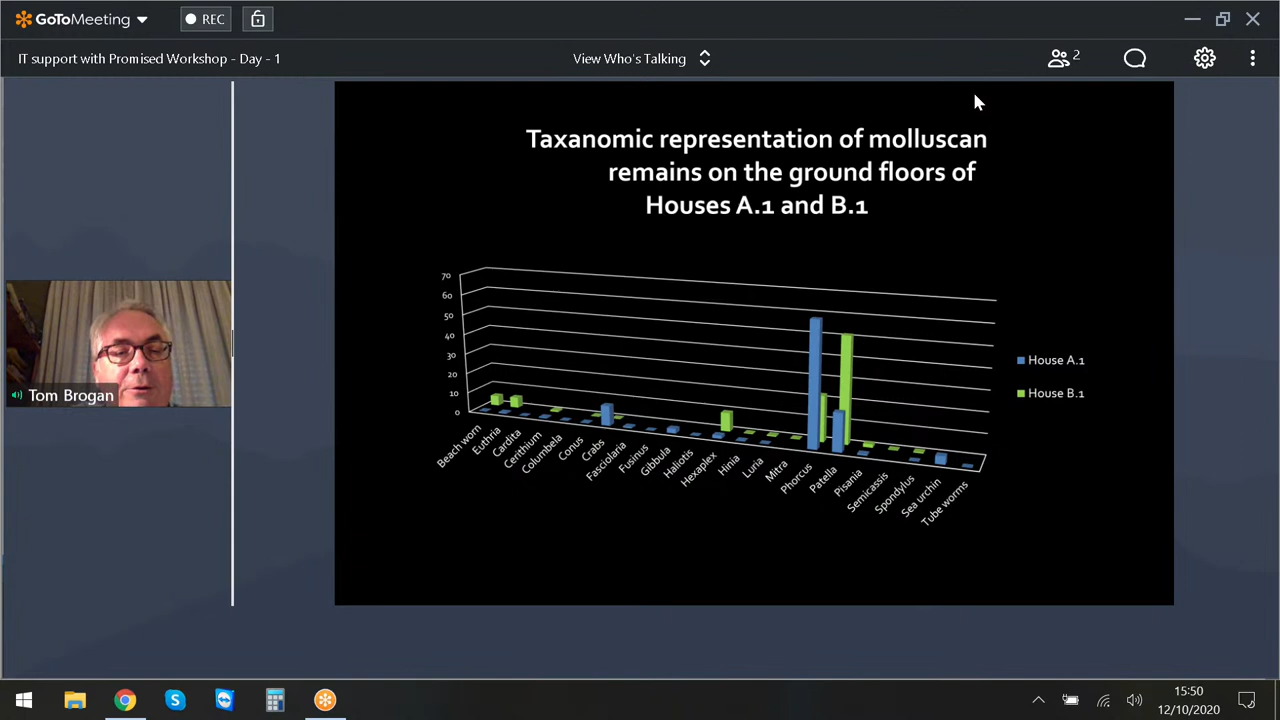 GoToMeeting
REC
IT support with Promised Workshop - Day - 1
View Who's Talking
2
Taxanomic representation of molluscan
remains on the ground floors of
Houses A.1 and B.1
70
60
50
40
30
20
10
0
Beach worn
Euthria
Cardita
Cerithium
Columbela
Conus
Crabs
Fasciolaria
Fusinus
Gibbula
Haliotis
Hexaplex
Hinia
Luria
Mitra
Phorcus
Patella
Pisania
Semicassis
Spondylus
Sea urchin
Tube worms
House A.1
House B.1
Tom Brogan
15:50
12/10/2020